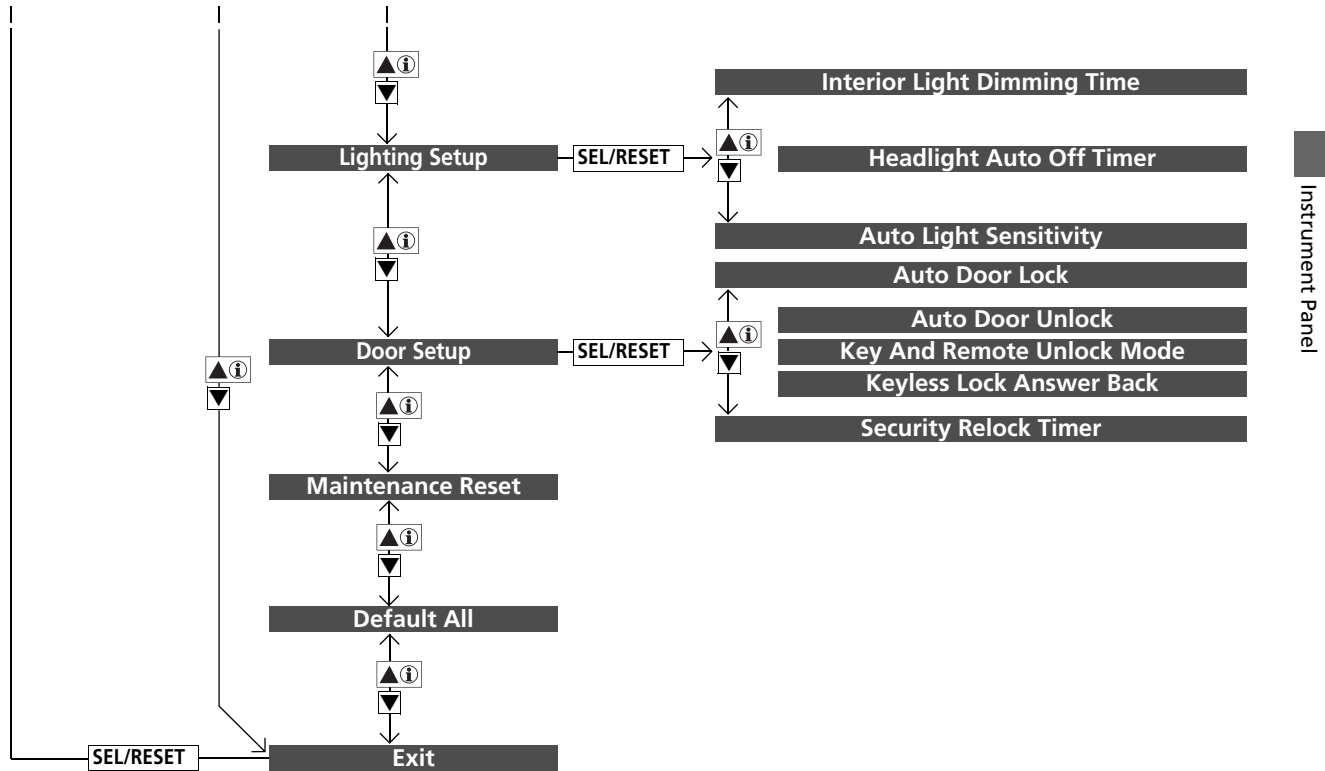 Interior Light Dimming Time
Lighting Setup
SEL/RESET
Headlight Auto Off Timer
Auto Light Sensitivity
Auto Door Lock
Auto Door Unlock
Door Setup
SEL/RESET
Key And Remote Unlock Mode
Keyless Lock Answer Back
Security Relock Timer
Maintenance Reset
Default All
SEL/RESET
Exit
Instrument Panel